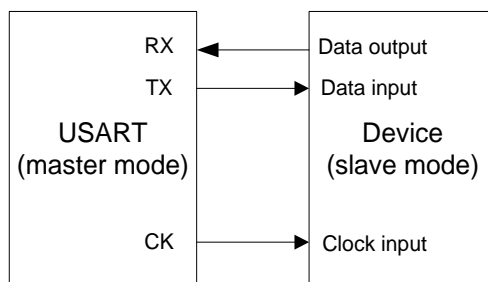 RX
Data output
TX
Data input
USART
(master mode)
Device
(slave mode)
CK
Clock input